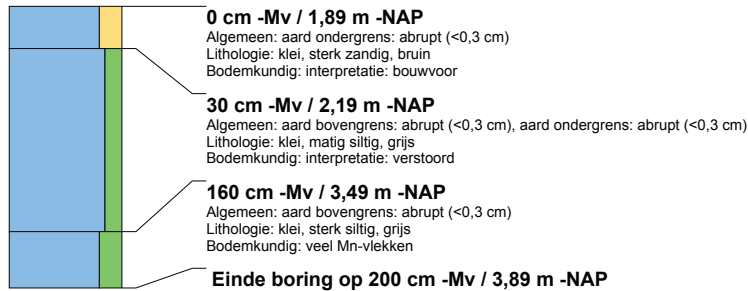 0 cm -Mv / 1,89 m -NAP
Algemeen: aard ondergrens: abrupt (<0,3 cm)
Lithologie: klei, sterk zandig, bruin
Bodemkundig: interpretatie: bouwvoor
30 cm -Mv / 2,19 m -NAP
Algemeen: aard bovengrens: abrupt (<0,3 cm), aard ondergrens: abrupt (<0,3 cm)
Lithologie: klei, matig siltig, grijs
Bodemkundig: interpretatie: verstoord
160 cm -Mv / 3,49 m -NAP
Algemeen: aard bovengrens: abrupt (<0,3 cm)
Lithologie: klei, sterk siltig, grijs
Bodemkundig: veel Mn-vlekken
Einde boring op 200 cm -Mv / 3,89 m -NAP